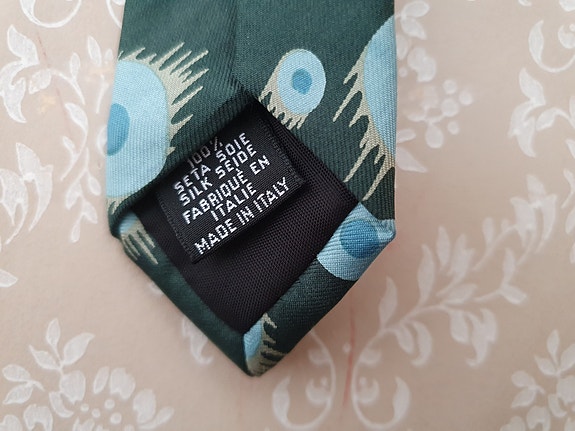 100%
SETA SOIE
SILK SEIDE
FABRIQUÉ EN
ITALIE
MADE IN ITALY